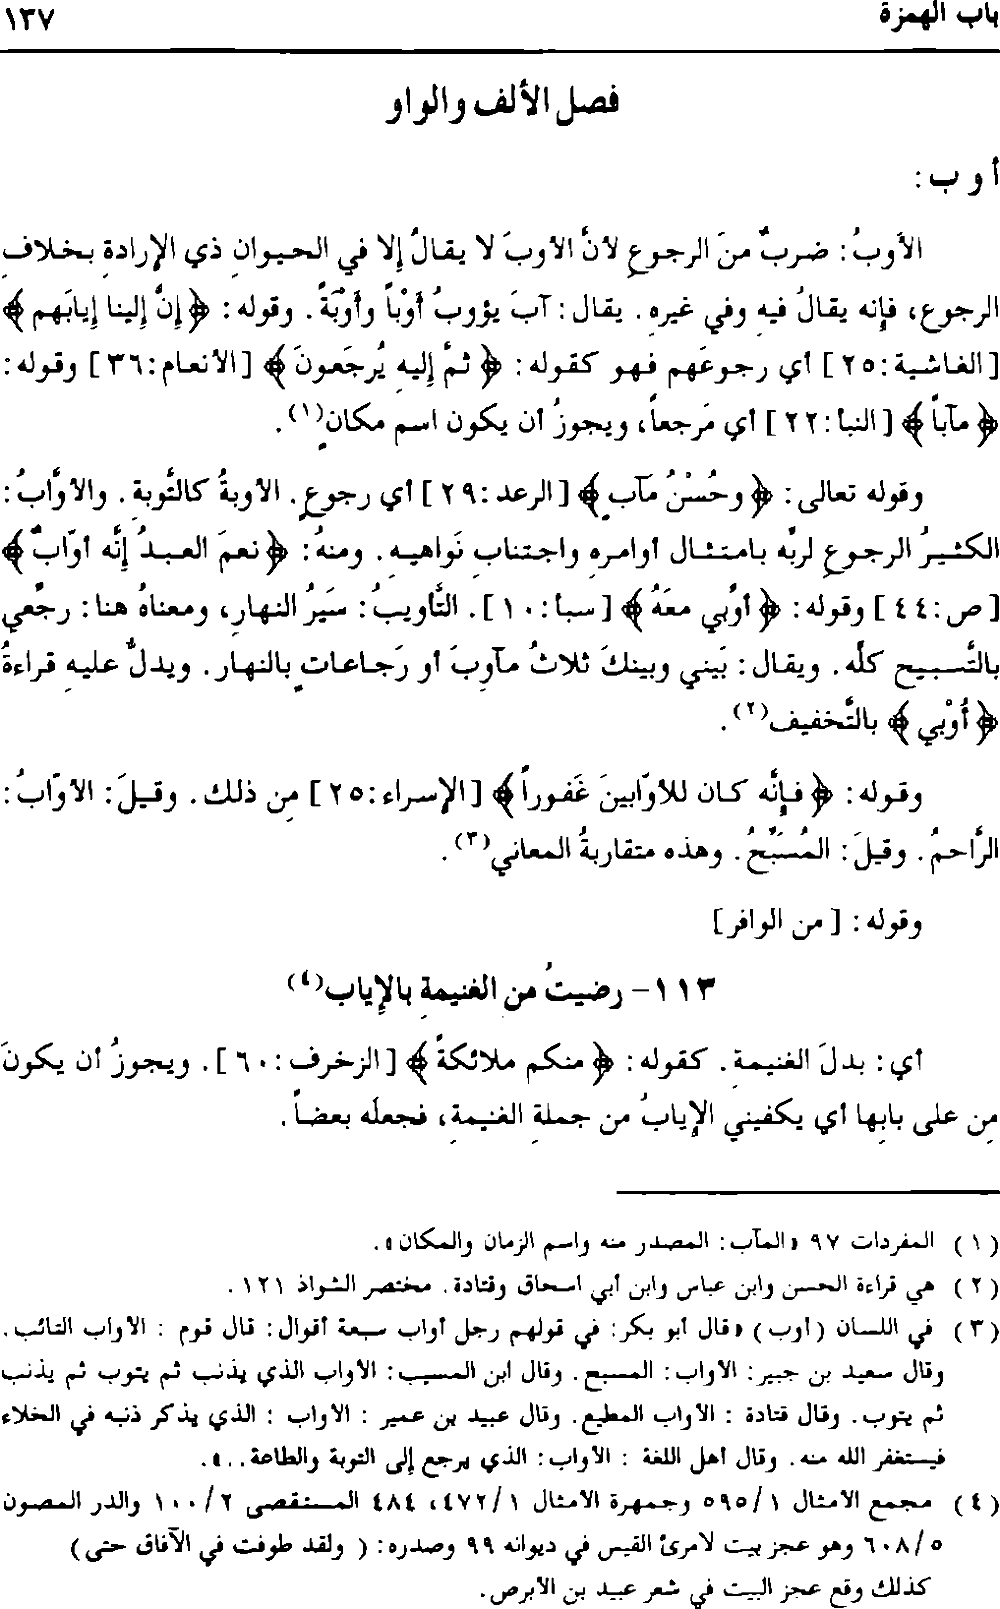 باب الهمزة
١٣٧
فصل الألف والواو
أ و ب :
الأَوبُ: ضربٌ منَ الرجوعِ لأنَّ الأوبَ لا يقالُ إلا في الحيوانِ ذي الإرادةِ بخلافِ
الرجوع، فإنه يقالُ فيهِ وفي غيرهِ. يقال: آبَ يؤوبُ أَوْباً وأَوْبَةً. وقوله: ﴿ إنَّ إلينا إيابَهم ﴾
[الغاشية:٢٥] أي رجوعَهم فهو كقوله: ﴿ ثمَّ إليهِ يُرجَعونَ ﴾ [الأنعام:٣٦] وقوله:
﴿ مآباً ﴾ [النبأ:٢٢] أي مَرجعاً، ويجوزُ أن يكون اسم مكانٍ(١).
وقوله تعالى: ﴿ وحُسْنُ مآبٍ ﴾ [الرعد:٢٩] أي رجوعٍ. الأوبةُ كالتَّوبةِ. والأوَّابُ:
الكثيرُ الرجوعِ لربِّه بامتثالِ أوامرهِ واجتنابِ نَواهيهِ. ومنهُ: ﴿ نعمَ العبدُ إنَّه أوّابٌ ﴾
[ص:٤٤] وقوله: ﴿ أوِّبي معَهُ ﴾ [سبأ:١٠]. التَّأويبُ: سَيرُ النهارِ، ومعناهُ هنا: رجِّعي
بالتَّسبيحِ كلِّه. ويقال: بَيني وبينكَ ثلاثُ مآوِبَ أو رَجاعاتٍ بالنهار. ويدلُّ عليهِ قراءةُ
﴿ أُوْبي ﴾ بالتَّخفيف(٢).
وقوله: ﴿ فإنَّه كان للأوّابينَ غَفوراً ﴾ [الإسراء:٢٥] مِن ذلك. وقيلَ: الأوّابُ:
الرَّاحمُ. وقيلَ: المُسَبِّحُ. وهذه متقاربةُ المعاني(٣).
وقوله: [من الوافر]
١١٣- رضيتُ من الغنيمةِ بالإياب(٤)
أي: بدلَ الغنيمةِ. كقوله: ﴿ منكم ملائكةً ﴾ [الزخرف:٦٠]. ويجوزُ أن يكونَ
مِن على بابِها أي يكفيني الإيابُ من جملةِ الغنيمةِ، فجعلَه بعضاً.
(١) المفردات ٩٧ «المآب: المصدر منه واسم الزمان والمكان».
(٢) هي قراءة الحسن وابن عباس وابن أبي اسحاق وقتادة. مختصر الشواذ ١٢١.
(٣) في اللسان (أوب) «قال أبو بكر: في قولهم رجل أواب سبعة أقوال: قال قوم : الأواب التائب.
وقال سعيد بن جبير: الأواب: المسبح. وقال ابن المسيب: الأواب الذي يذنب ثم يتوب ثم يذنب
ثم يتوب. وقال قتادة : الأواب المطيع. وقال عبيد بن عمير : الأواب : الذي يذكر ذنبه في الخلاء
فيستغفر الله منه. وقال أهل اللغة : الأواب: الذي يرجع إلى التوبة والطاعة..».
(٤) مجمع الأمثال ٥٩٥/١ وجمهرة الأمثال ٤٧٢/١، ٤٨٤ المستقصى ١٠٠/٢ والدر المصون
٦٠٨/٥ وهو عجز بيت لامرئ القيس في ديوانه ٩٩ وصدره: ( ولقد طوفت في الآفاق حتى)
كذلك وقع عجز البيت في شعر عبيد بن الأبرص.